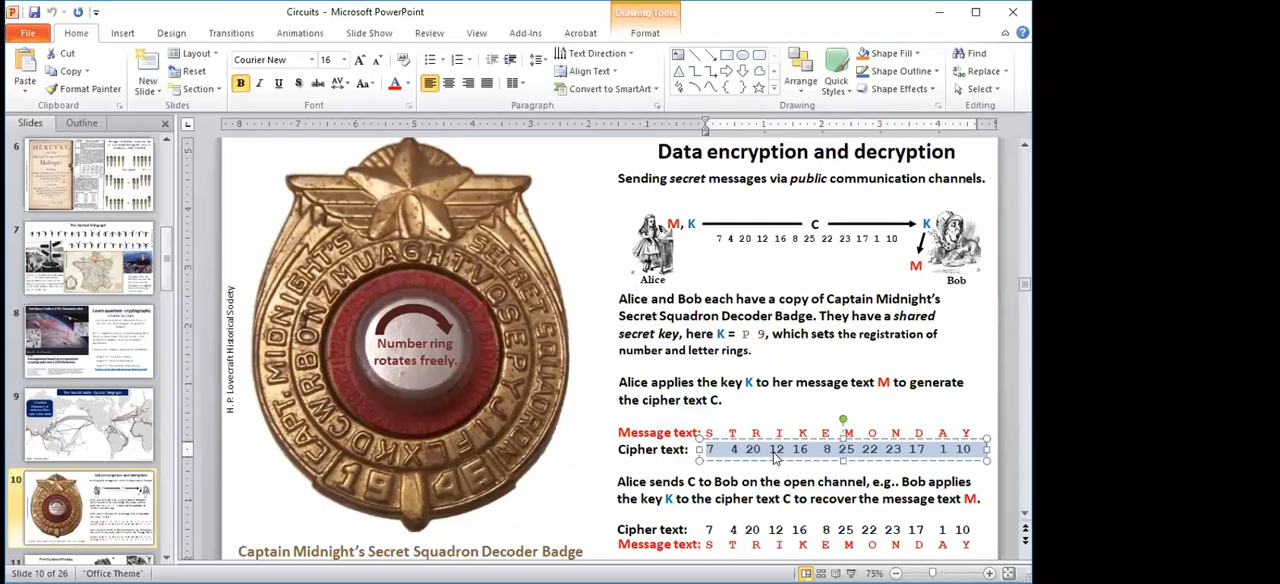 Circuits - Microsoft PowerPoint
Drawing Tools
File
Home
Insert
Design
Transitions
Animations
Slide Show
Review
View
Add-Ins
Acrobat
Format
Paste
Cut
Copy
Format Painter
Clipboard
New
Slide
Layout
Reset
Section
Slides
Courier New
16
Font
Text Direction
Align Text
Convert to SmartArt
Paragraph
Arrange
Quick
Styles
Shape Fill
Shape Outline
Shape Effects
Drawing
Find
Replace
Select
Editing
Slides
Outline
6
7
8
9
10
11
Data encryption and decryption
Sending secret messages via public communication channels.
M, K
C
K
7 4 20 12 16 8 25 22 23 17 1 10
M
Alice
Bob
Alice and Bob each have a copy of Captain Midnight's
Secret Squadron Decoder Badge. They have a shared
secret key, here K = P 9, which sets the registration of
number and letter rings.
Alice applies the key K to her message text M to generate
the cipher text C.
Message text: S T R I K E M O N D A Y
Cipher text: 7 4 20 12 16 8 25 22 23 17 1 10
Alice sends C to Bob on the open channel, e.g.. Bob applies
the key K to the cipher text C to recover the message text M.
Cipher text: 7 4 20 12 16 8 25 22 23 17 1 10
Message text: S T R I K E M O N D A Y
H. P. Lovecraft Historical Society
CAPT. MIDNIGHT'S
SECRET SQUADRON
Number ring
rotates freely.
Captain Midnight's Secret Squadron Decoder Badge
Slide 10 of 26
"Office Theme"
75%